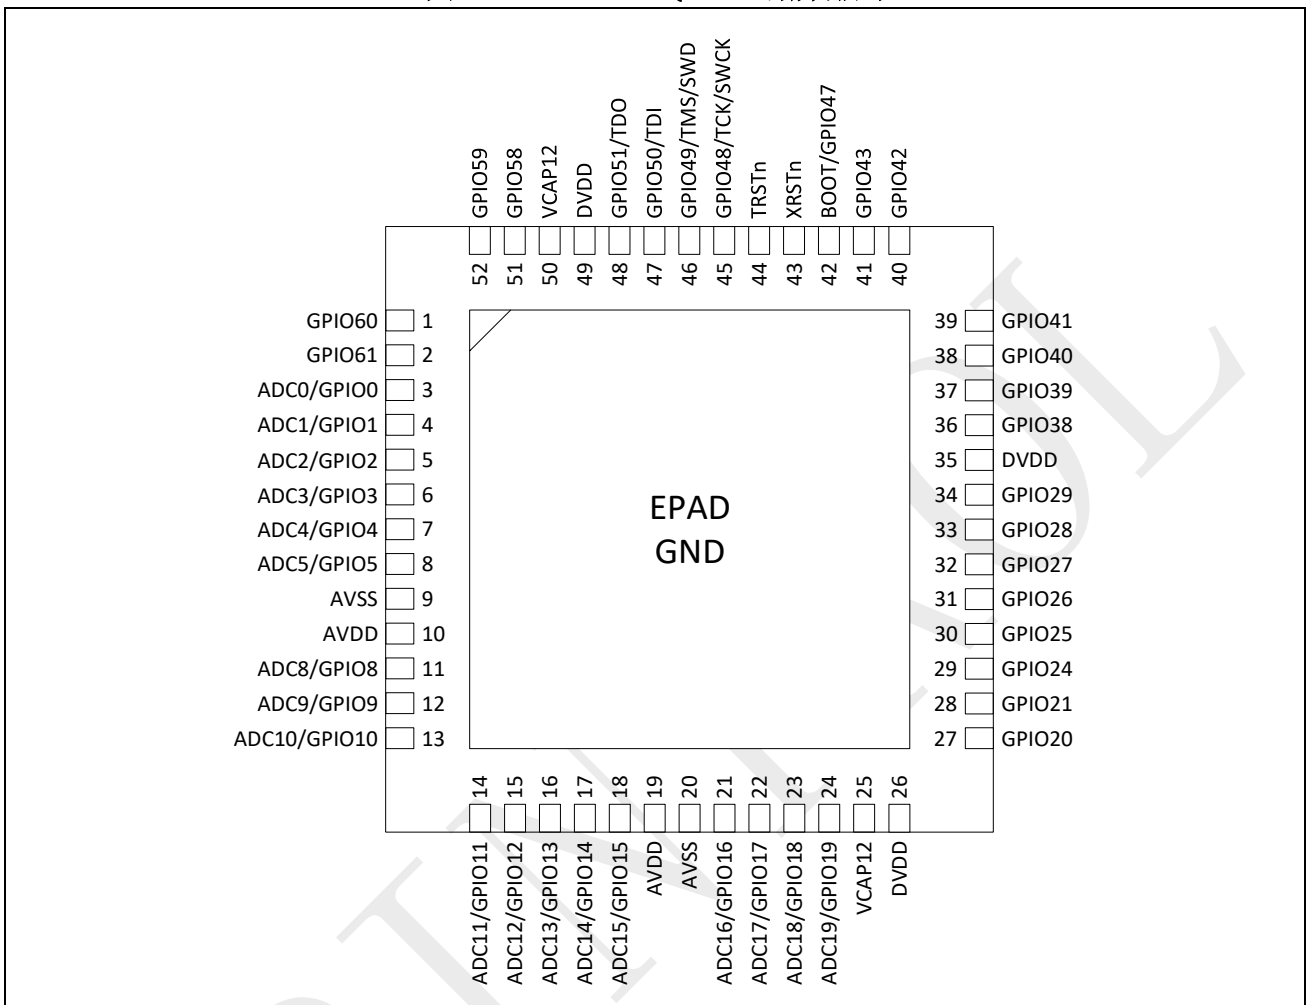 GPIO59
GPIO58
VCAP12
DVDD
GPIO51/TDO
GPIO50/TDI
GPIO49/TMS/SWD
GPIO48/TCK/SWCK
TRSTn
XRSTn
BOOT/GPIO47
GPIO43
GPIO42
52 51 50 49 48 47 46 45 44 43 42 41 40
GPIO60 1
GPIO61 2
ADC0/GPIO0 3
ADC1/GPIO1 4
ADC2/GPIO2 5
ADC3/GPIO3 6
ADC4/GPIO4 7
ADC5/GPIO5 8
AVSS 9
AVDD 10
ADC8/GPIO8 11
ADC9/GPIO9 12
ADC10/GPIO10 13
EPAD
GND
39 GPIO41
38 GPIO40
37 GPIO39
36 GPIO38
35 DVDD
34 GPIO29
33 GPIO28
32 GPIO27
31 GPIO26
30 GPIO25
29 GPIO24
28 GPIO21
27 GPIO20
14 15 16 17 18 19 20 21 22 23 24 25 26
ADC11/GPIO11
ADC12/GPIO12
ADC13/GPIO13
ADC14/GPIO14
ADC15/GPIO15
AVDD
AVSS
ADC16/GPIO16
ADC17/GPIO17
ADC18/GPIO18
ADC19/GPIO19
VCAP12
DVDD